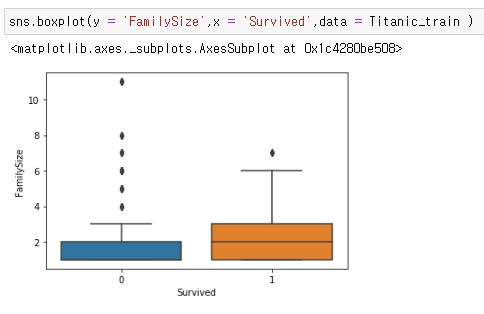 sns.boxplot(y = 'FamilySize',x = 'Survived',data = Titanic_train )
<matplotlib.axes._subplots.AxesSubplot at 0x1c4280be508>
10
8
6
4
2
FamilySize
0
1
Survived